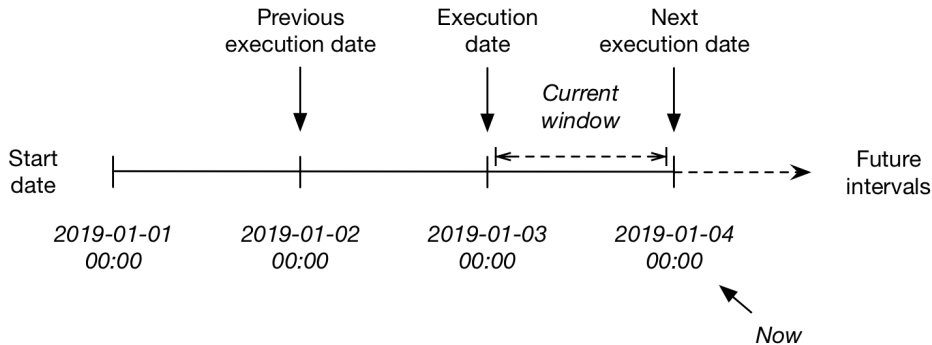 Previous
execution date
Execution
date
Next
execution date
Current
window
Start
date
Future
intervals
2019-01-01
00:00
2019-01-02
00:00
2019-01-03
00:00
2019-01-04
00:00
Now